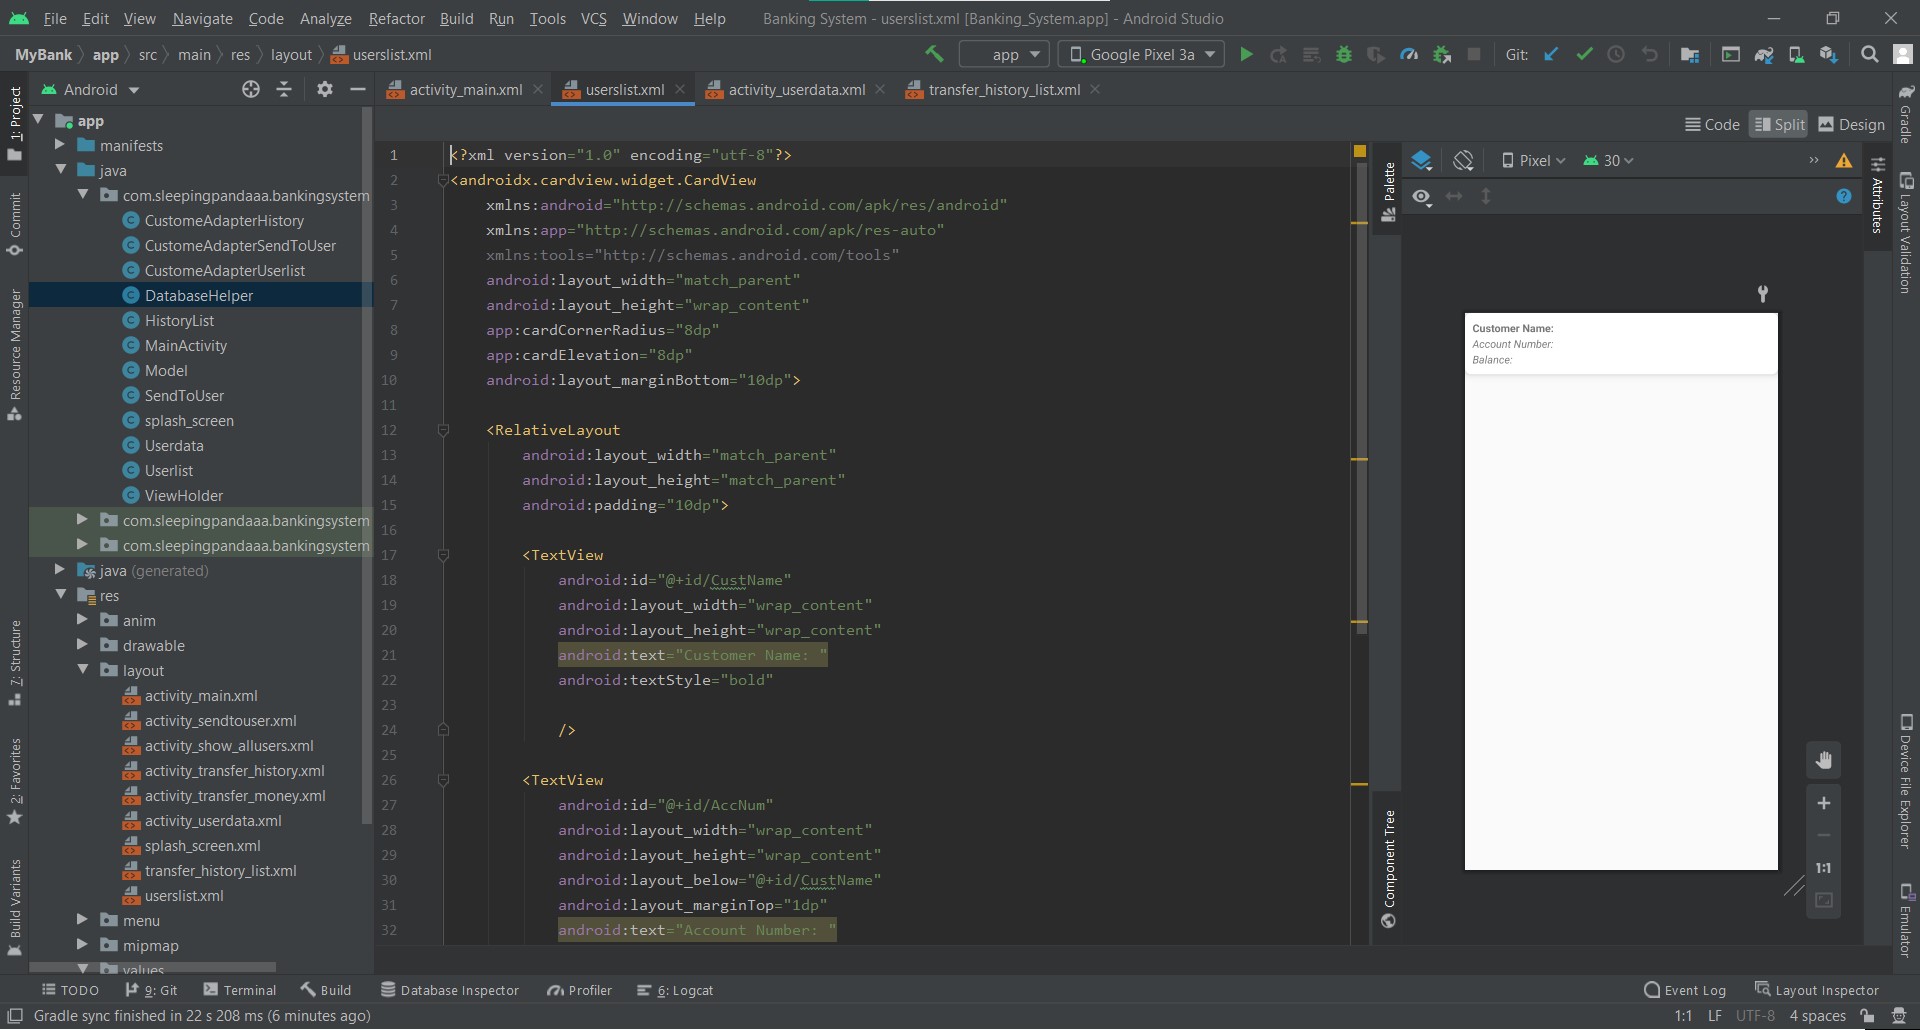 File Edit View Navigate Code Analyze Refactor Build Run Tools VCS Window Help Banking System - userslist.xml [Banking_System.app] - Android Studio
MyBank app src main res layout userslist.xml app Google Pixel 3a Git:
Android activity_main.xml userslist.xml activity_userdata.xml transfer_history_list.xml
Code Split Design
1: Project
Commit
Resource Manager
7: Structure
2: Favorites
Build Variants
app
manifests
java
com.sleepingpandaaa.bankingsystem
CustomeAdapterHistory
CustomeAdapterSendToUser
CustomeAdapterUserlist
DatabaseHelper
HistoryList
MainActivity
Model
SendToUser
splash_screen
Userdata
Userlist
ViewHolder
com.sleepingpandaaa.bankingsystem
com.sleepingpandaaa.bankingsystem
java (generated)
res
anim
drawable
layout
activity_main.xml
activity_sendtouser.xml
activity_show_allusers.xml
activity_transfer_history.xml
activity_transfer_money.xml
activity_userdata.xml
splash_screen.xml
transfer_history_list.xml
userslist.xml
menu
mipmap
values
1 <?xml version="1.0" encoding="utf-8"?>
2 <androidx.cardview.widget.CardView
3 xmlns:android="http://schemas.android.com/apk/res/android"
4 xmlns:app="http://schemas.android.com/apk/res-auto"
5 xmlns:tools="http://schemas.android.com/tools"
6 android:layout_width="match_parent"
7 android:layout_height="wrap_content"
8 app:cardCornerRadius="8dp"
9 app:cardElevation="8dp"
10 android:layout_marginBottom="10dp">
11
12 <RelativeLayout
13 android:layout_width="match_parent"
14 android:layout_height="match_parent"
15 android:padding="10dp">
16
17 <TextView
18 android:id="@+id/CustName"
19 android:layout_width="wrap_content"
20 android:layout_height="wrap_content"
21 android:text="Customer Name: "
22 android:textStyle="bold"
23
24 />
25
26 <TextView
27 android:id="@+id/AccNum"
28 android:layout_width="wrap_content"
29 android:layout_height="wrap_content"
30 android:layout_below="@+id/CustName"
31 android:layout_marginTop="1dp"
32 android:text="Account Number: "
Palette
Component Tree
Pixel 30 »
Customer Name:
Account Number:
Balance:
1:1
Attributes
Gradle
Layout Validation
Device File Explorer
Emulator
TODO 9: Git Terminal Build Database Inspector Profiler 6: Logcat Event Log Layout Inspector
Gradle sync finished in 22 s 208 ms (6 minutes ago) 1:1 LF UTF-8 4 spaces